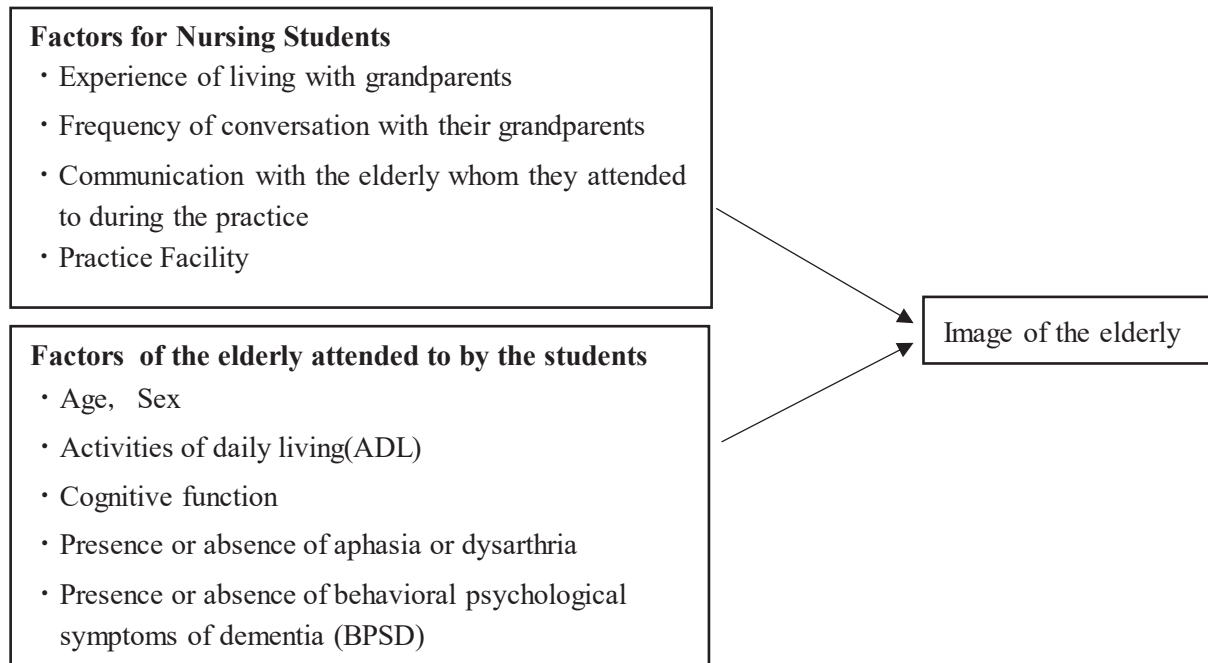 Factors for Nursing Students
・Experience of living with grandparents
・Frequency of conversation with their grandparents
・Communication with the elderly whom they attended
to during the practice
・Practice Facility
Factors of the elderly attended to by the students
・Age, Sex
・Activities of daily living(ADL)
・Cognitive function
・Presence or absence of aphasia or dysarthria
・Presence or absence of behavioral psychological
symptoms of dementia (BPSD)
Image of the elderly